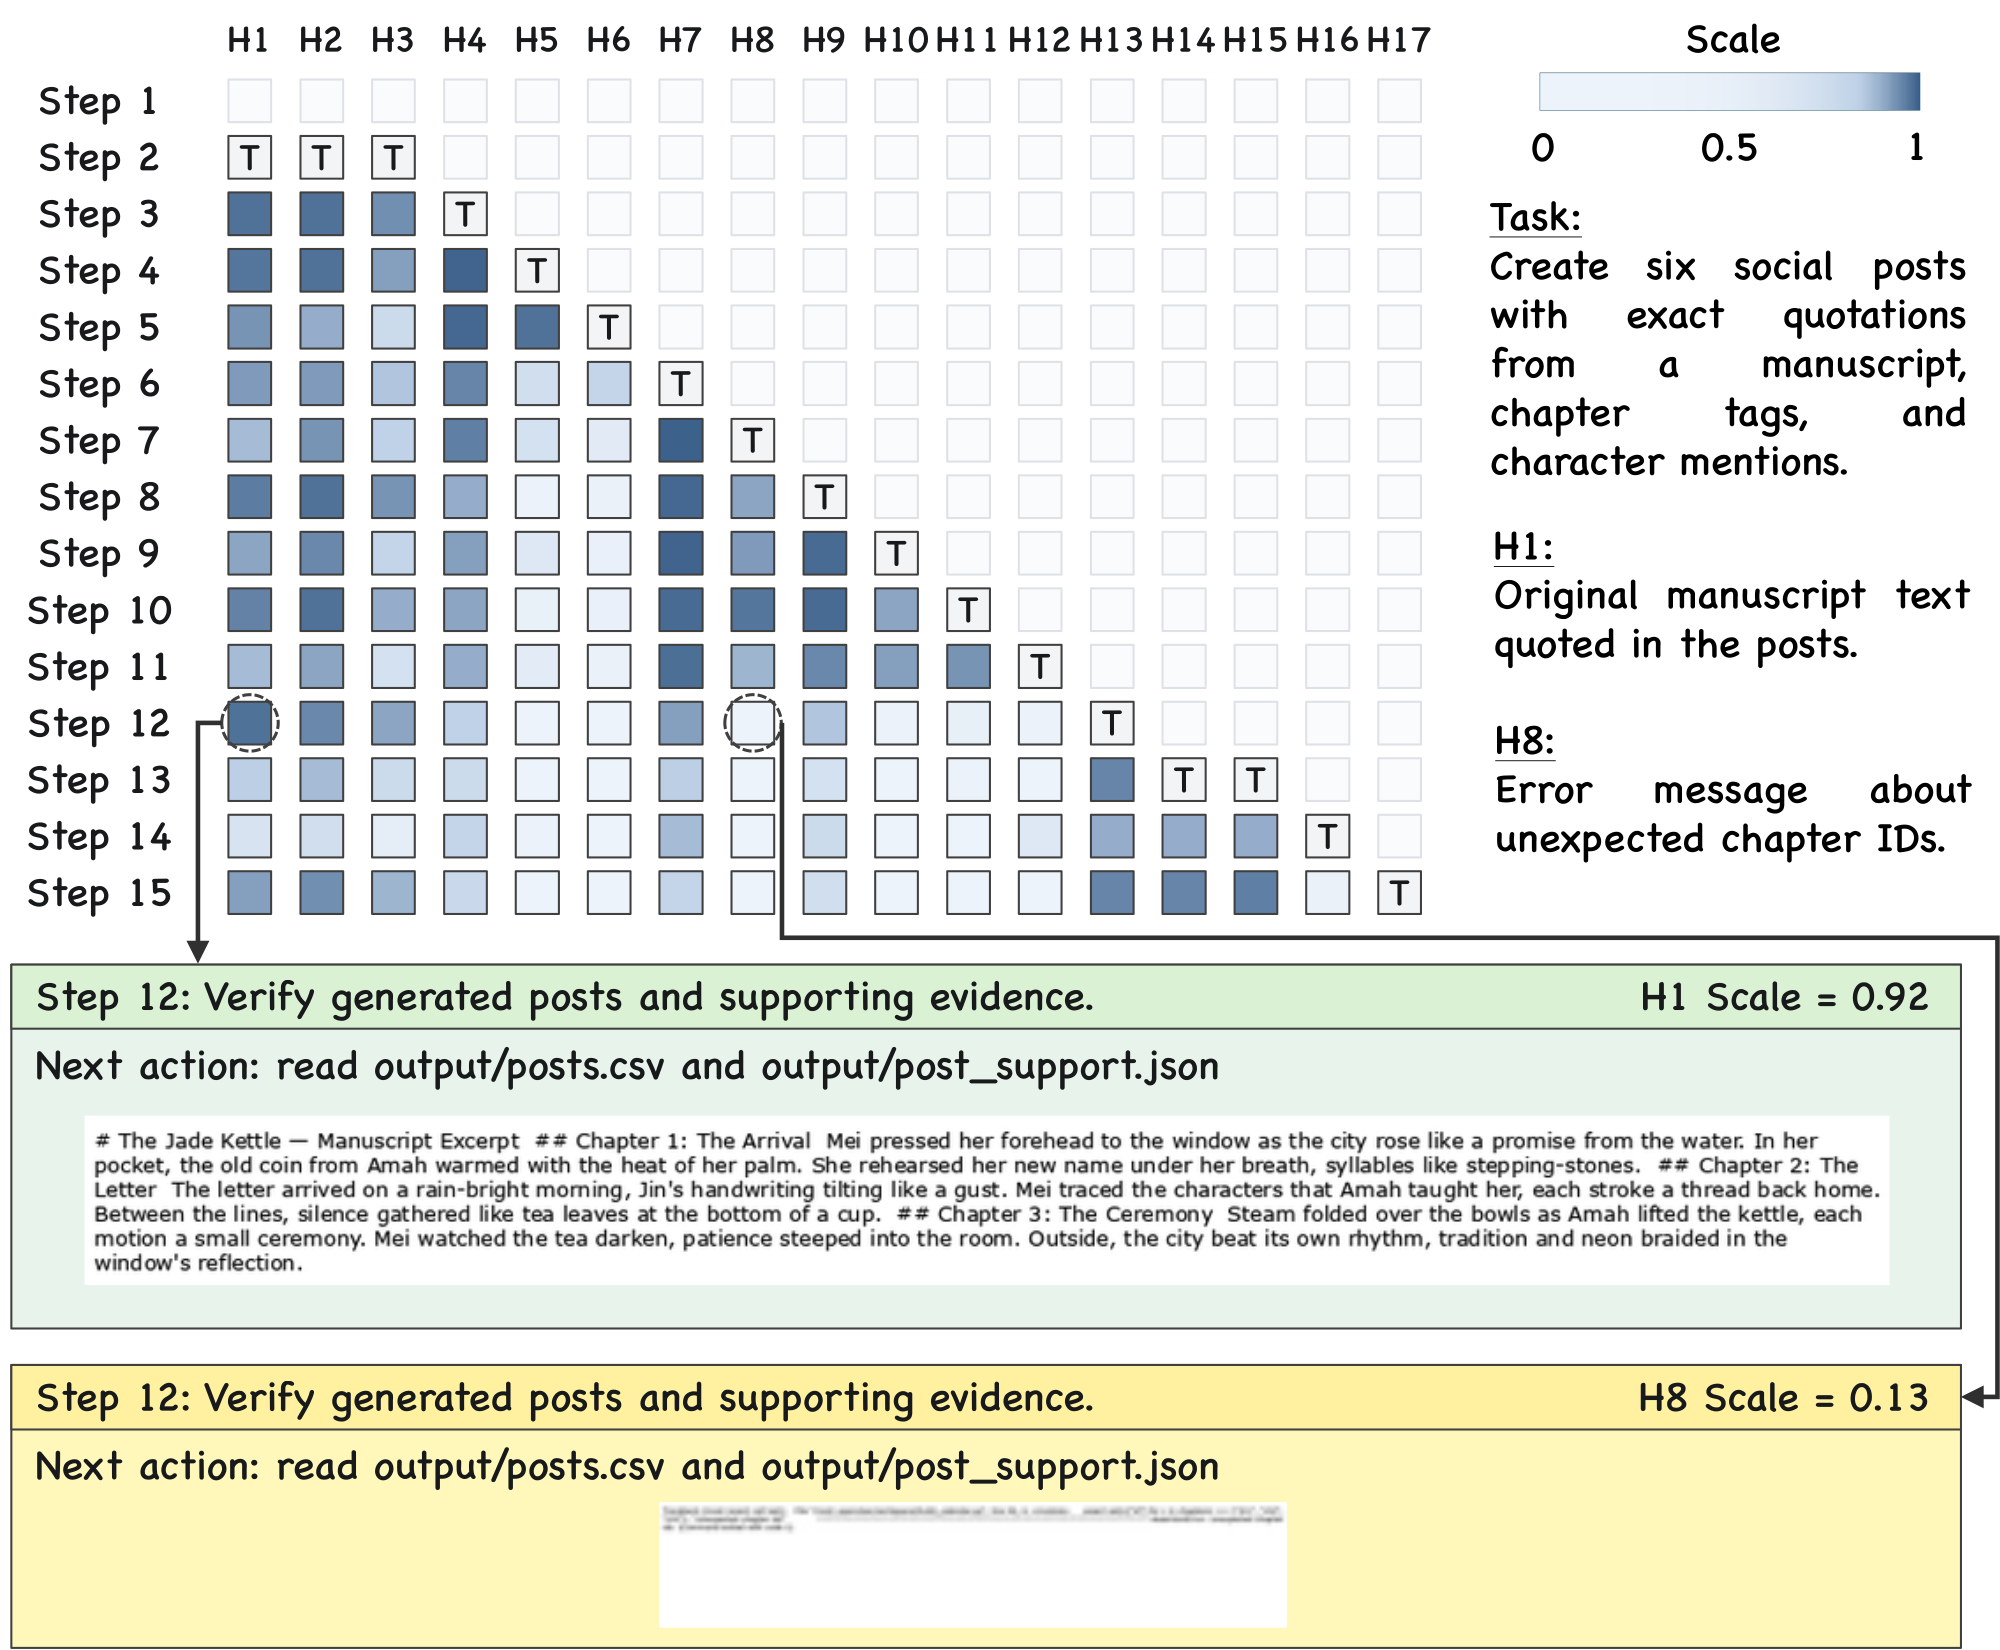 H1 H2 H3 H4 H5 H6 H7 H8 H9 H10 H11 H12 H13 H14 H15 H16 H17
Step 1
Step 2 T T T
Step 3 T
Step 4 T
Step 5 T
Step 6 T
Step 7 T
Step 8 T
Step 9 T
Step 10 T
Step 11 T
Step 12 T
Step 13 T T
Step 14 T
Step 15 T
Scale
0 0.5 1
Task:
Create six social posts
with exact quotations
from a manuscript,
chapter tags, and
character mentions.
H1:
Original manuscript text
quoted in the posts.
H8:
Error message about
unexpected chapter IDs.
Step 12: Verify generated posts and supporting evidence. H1 Scale = 0.92
Next action: read output/posts.csv and output/post_support.json
# The Jade Kettle — Manuscript Excerpt ## Chapter 1: The Arrival Mei pressed her forehead to the window as the city rose like a promise from the water. In her
pocket, the old coin from Amah warmed with the heat of her palm. She rehearsed her new name under her breath, syllables like stepping-stones. ## Chapter 2: The
Letter The letter arrived on a rain-bright morning, Jin's handwriting tilting like a gust. Mei traced the characters that Amah taught her, each stroke a thread back home.
Between the lines, silence gathered like tea leaves at the bottom of a cup. ## Chapter 3: The Ceremony Steam folded over the bowls as Amah lifted the kettle, each
motion a small ceremony. Mei watched the tea darken, patience steeped into the room. Outside, the city beat its own rhythm, tradition and neon braided in the
window's reflection.
Step 12: Verify generated posts and supporting evidence. H8 Scale = 0.13
Next action: read output/posts.csv and output/post_support.json